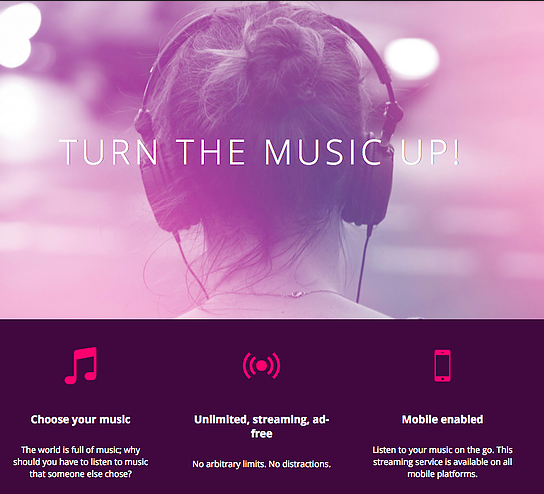 TURN THE MUSIC UP!
Choose your music
The world is full of music; why
should you have to listen to music
that someone else chose?
Unlimited, streaming, ad-
free
No arbitrary limits. No distractions.
Mobile enabled
Listen to your music on the go. This
streaming service is available on all
mobile platforms.